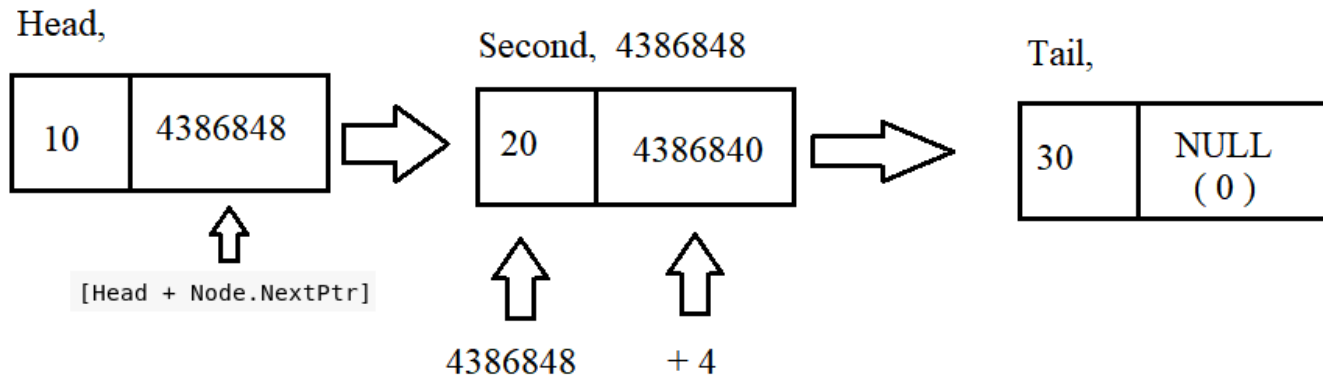 Head,
10
4386848
[Head + Node.NextPtr]
Second, 4386848
20
4386840
4386848
+ 4
Tail,
30
NULL
( 0 )